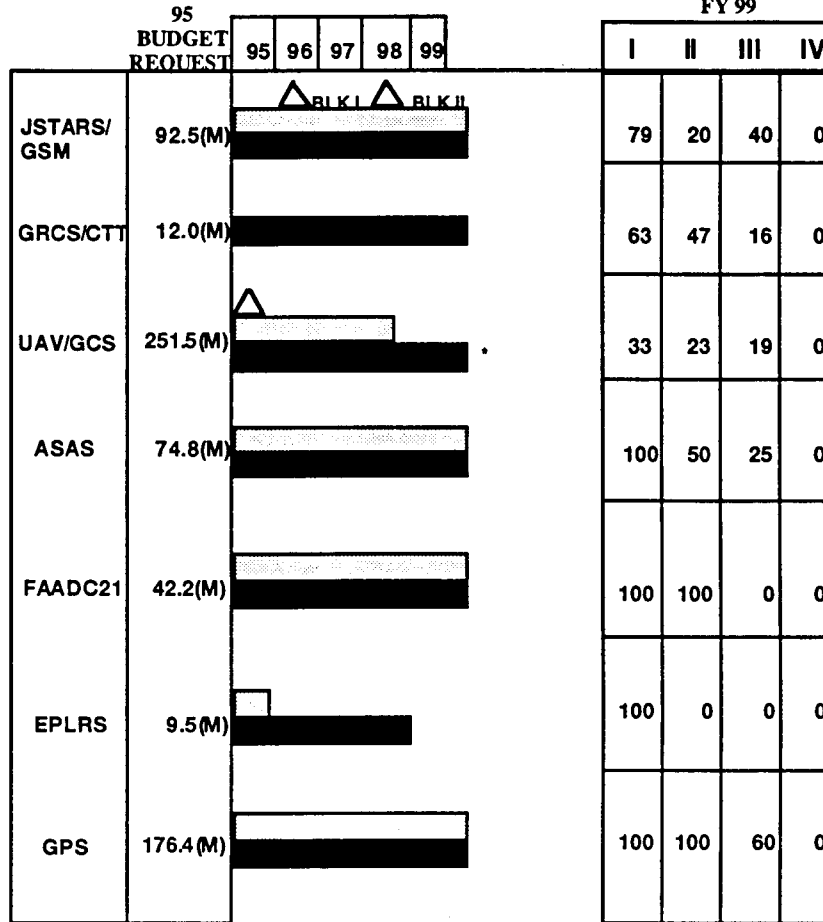 95
BUDGET
REQUEST
95 96 97 98 99
FY 99
I II III IV
BLK I BLK II
JSTARS/
GSM
92.5(M)
79 20 40 0
GRCS/CTT 12.0(M)
63 47 16 0
UAV/GCS 251.5(M)
33 23 19 0
ASAS 74.8(M)
100 50 25 0
FAADC21 42.2(M)
100 100 0 0
EPLRS 9.5(M)
100 0 0 0
GPS 176.4(M)
100 100 60 0